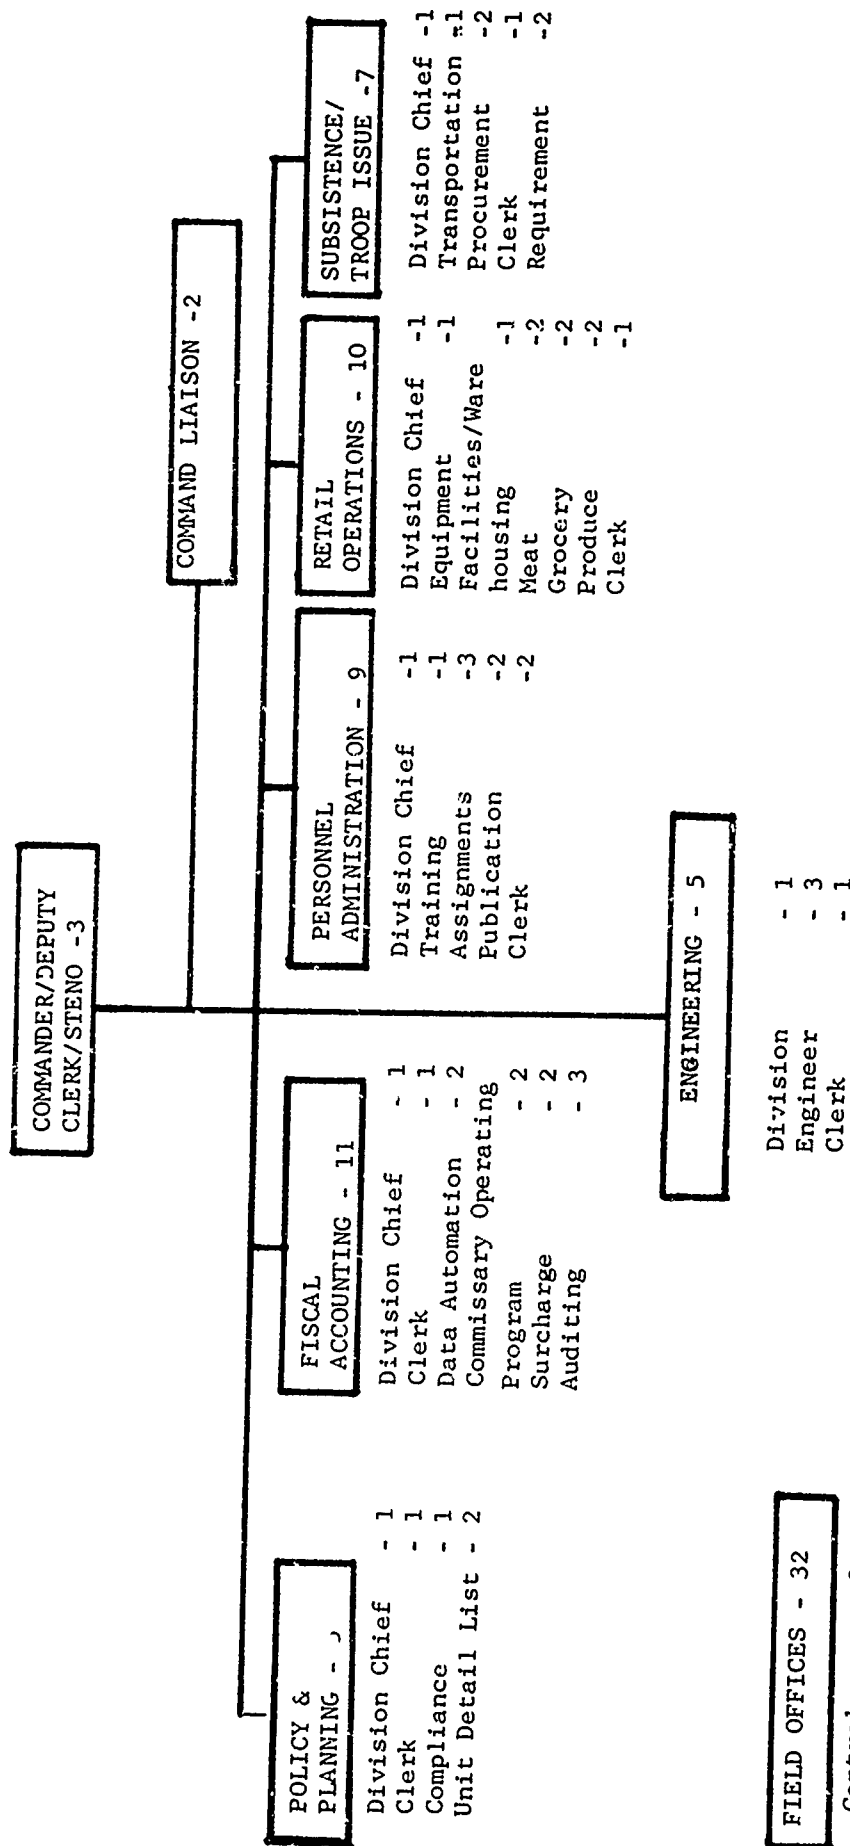 COMMANDER/DEPUTY
CLERK/STENO -3
COMMAND LIAISON -2
POLICY &
PLANNING -
Division Chief - 1
Clerk - 1
Compliance - 1
Unit Detail List - 2
FISCAL
ACCOUNTING - 11
Division Chief - 1
Clerk - 1
Data Automation - 2
Commissary Operating
Program - 2
Surcharge - 2
Auditing - 3
PERSONNEL
ADMINISTRATION - 9
Division Chief -1
Training -1
Assignments -3
Publication -2
Clerk -2
RETAIL
OPERATIONS - 10
Division Chief -1
Equipment -1
Facilities/Ware
housing -1
Meat -2
Grocery -2
Produce -2
Clerk -1
SUBSISTENCE/
TROOP ISSUE -7
Division Chief -1
Transportation -1
Procurement -2
Clerk -1
Requirement -2
ENGINEERING - 5
Division - 1
Engineer - 3
Clerk - 1
FIELD OFFICES - 32